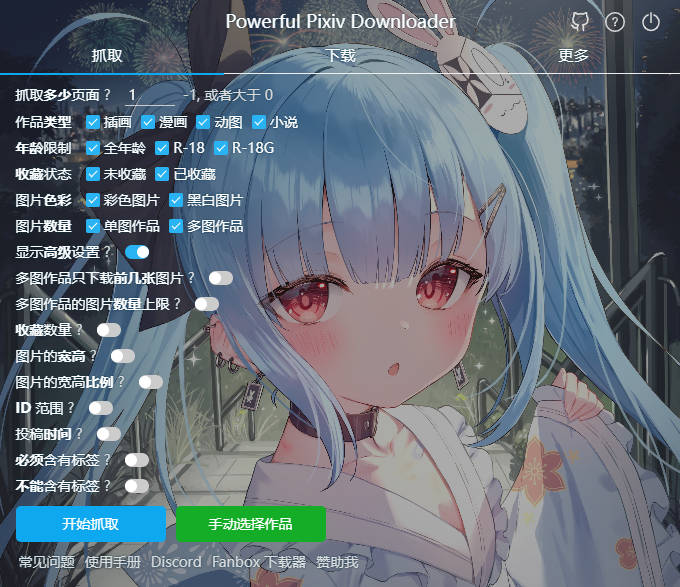 Powerful Pixiv Downloader
抓取 下载 更多
抓取多少页面? 1 -1, 或者大于 0
作品类型 插画 漫画 动图 小说
年龄限制 全年龄 R-18 R-18G
收藏状态 未收藏 已收藏
图片色彩 彩色图片 黑白图片
图片数量 单图作品 多图作品
显示高级设置?
多图作品只下载前几张图片?
多图作品的图片数量上限?
收藏数量?
图片的宽高?
图片的宽高比例?
ID 范围?
投稿时间?
必须含有标签?
不能含有标签?
开始抓取 手动选择作品
常见问题 使用手册 Discord Fanbox 下载器 赞助我